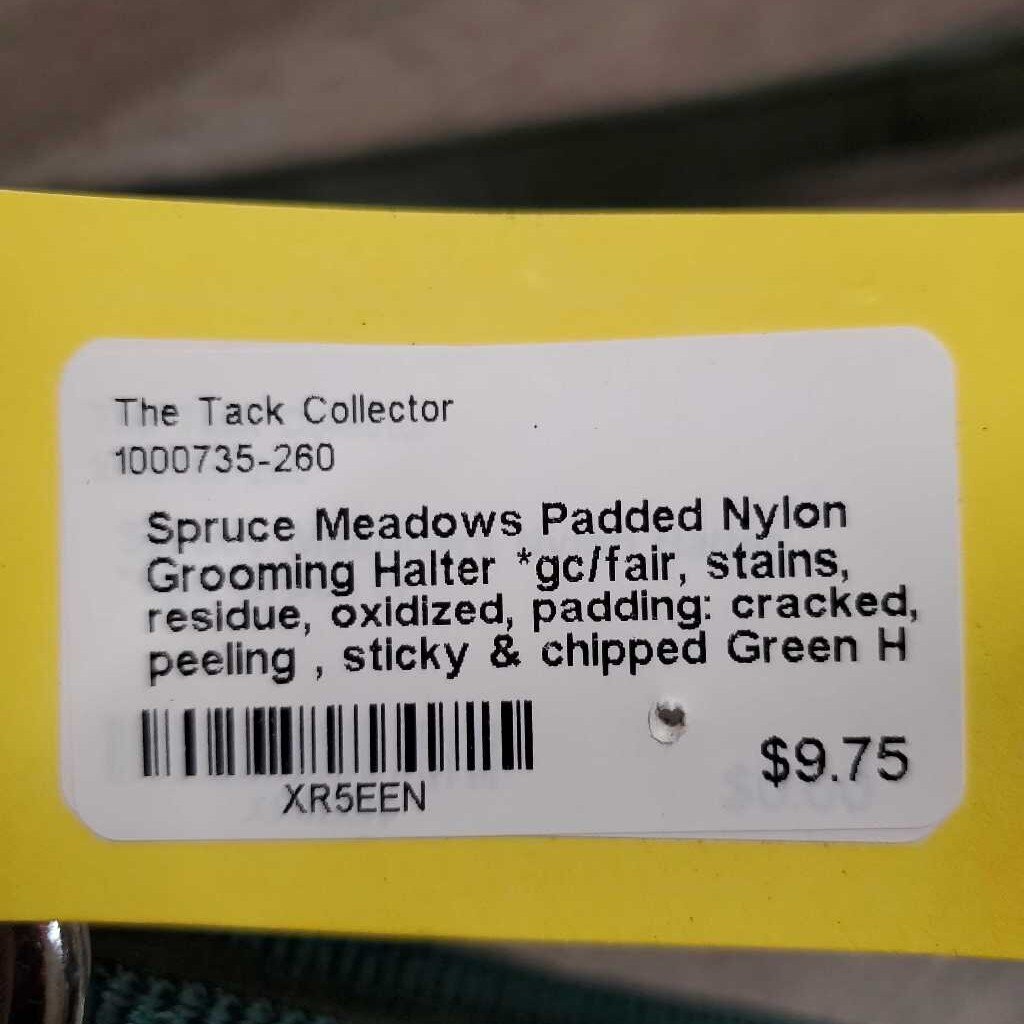 The Tack Collector
1000735-260
Spruce Meadows Padded Nylon
Grooming Halter *gc/fair, stains,
residue, oxidized, padding: cracked,
peeling , sticky & chipped Green H
XR5EEN
$9.75